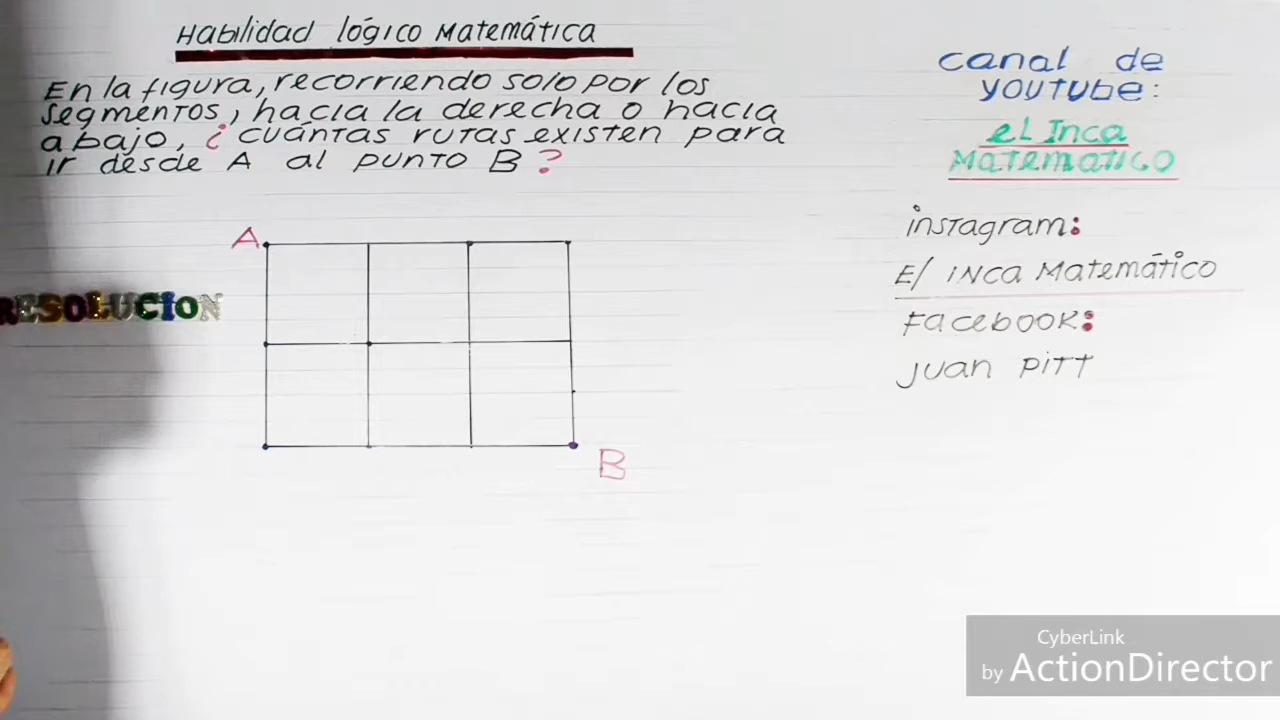 Habilidad lógico Matemática
En la figura, recorriendo solo por los
segmentos, hacia la derecha o hacia
abajo, ¿cuántas rutas existen para
ir desde A al punto B?
canal de
youtube:
el Inca
Matematico
instagram:
El inca Matemático
Facebook:
juan pitt
A
RESOLUCION
B
CyberLink
by ActionDirector